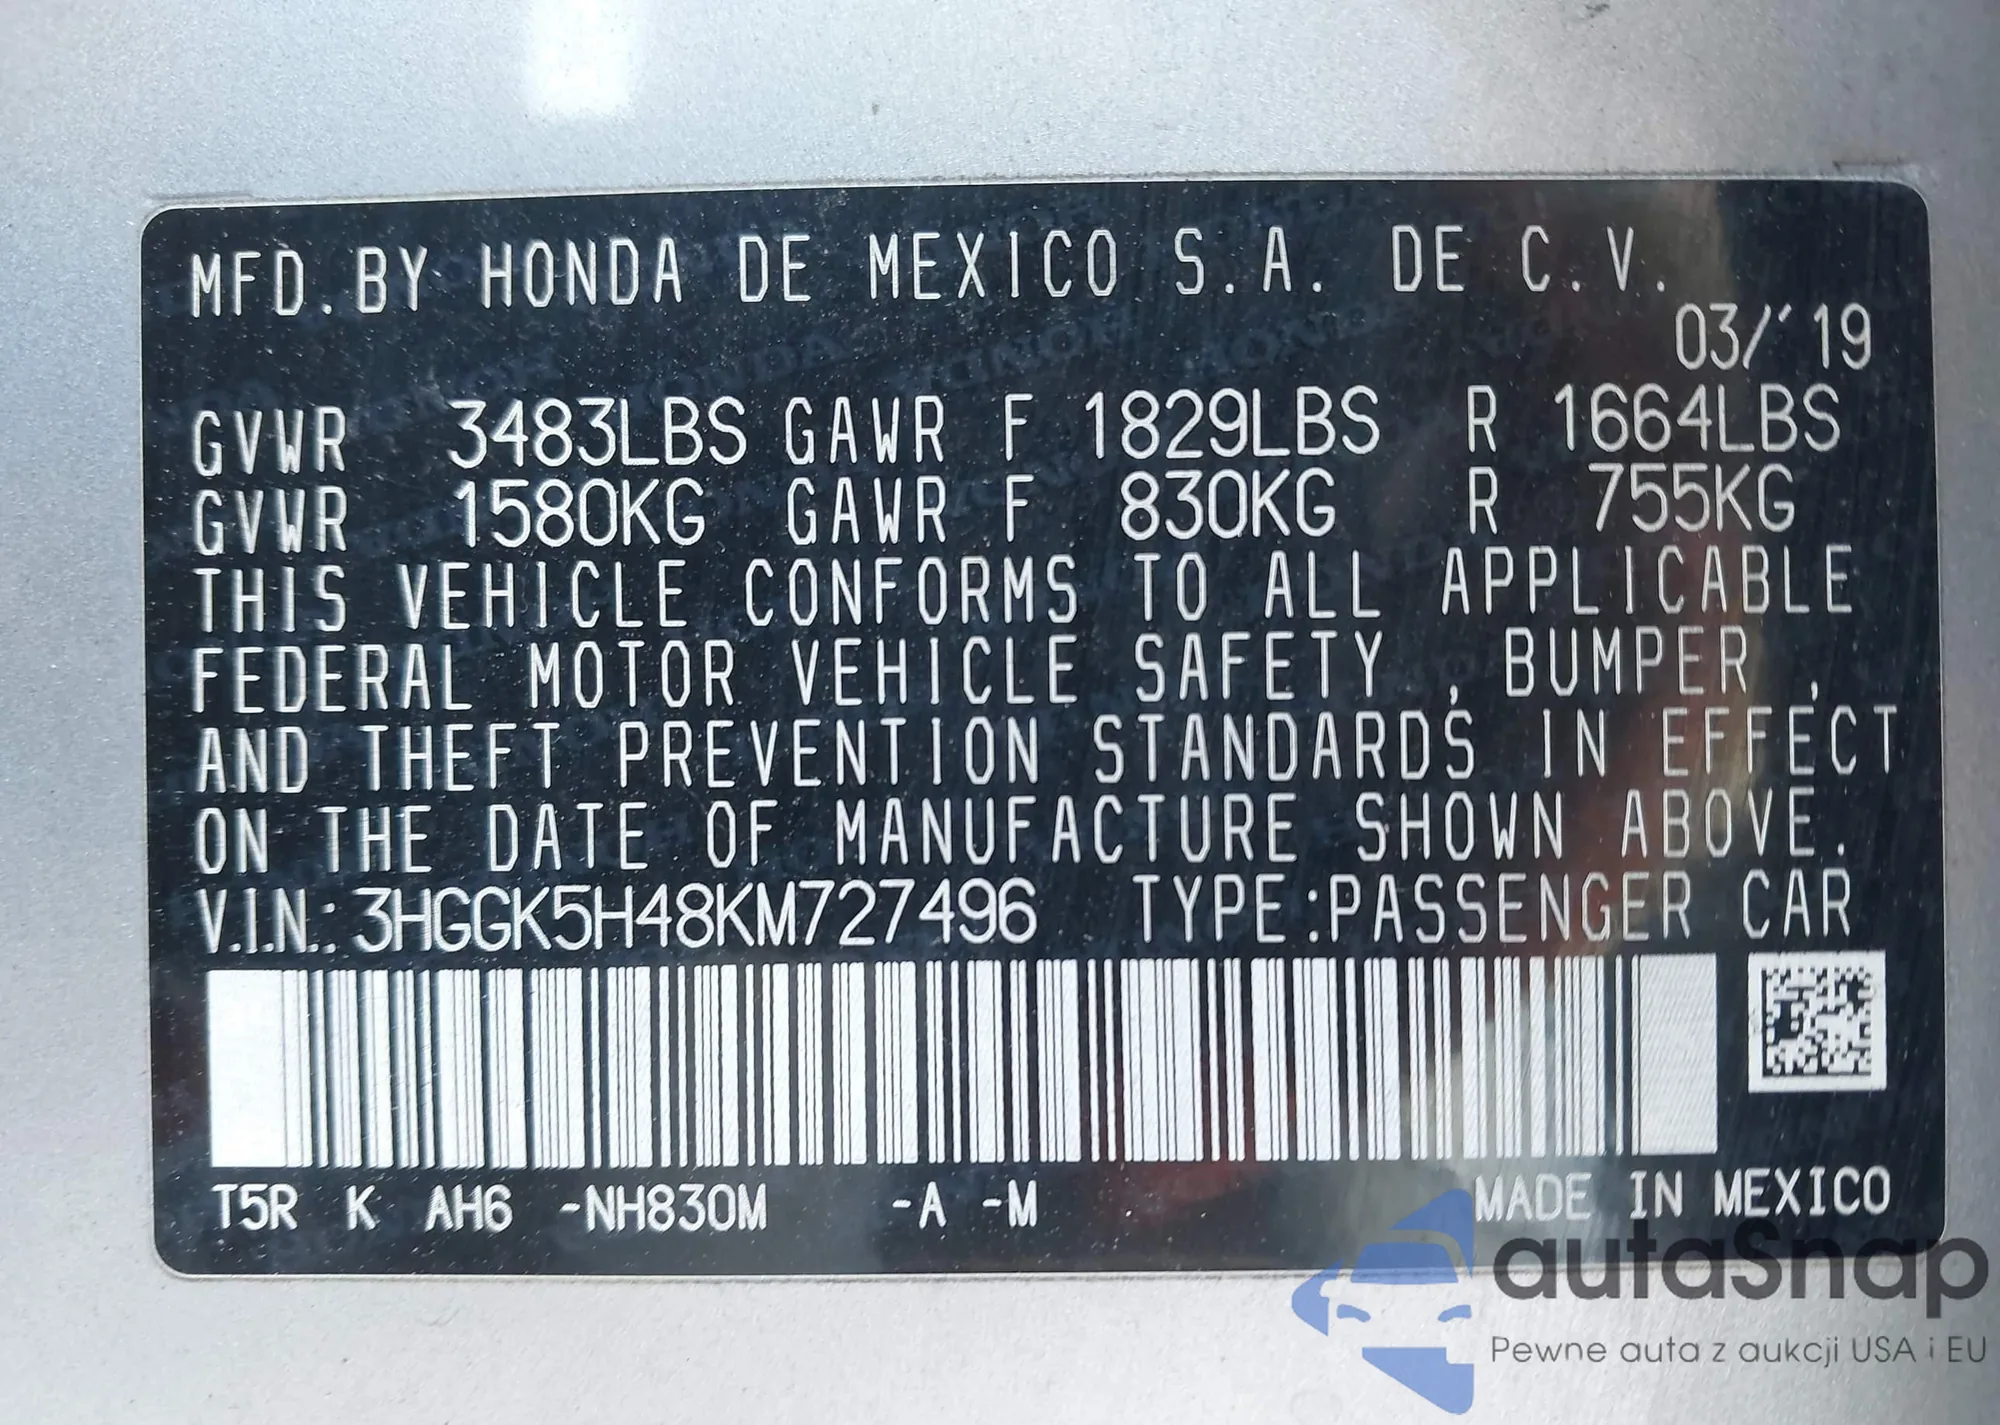 MFD.BY HONDA DE MEXICO S.A. DE C.V.
03/'19
GVWR 3483LBS GAWR F 1829LBS R 1664LBS
GVWR 1580KG GAWR F 830KG R 755KG
THIS VEHICLE CONFORMS TO ALL APPLICABLE
FEDERAL MOTOR VEHICLE SAFETY , BUMPER ,
AND THEFT PREVENTION STANDARDS IN EFFECT
ON THE DATE OF MANUFACTURE SHOWN ABOVE.
V.I.N.: 3HGGK5H48KM727496 TYPE:PASSENGER CAR
T5R K AH6 -NH830M -A -M MADE IN MEXICO
autaSnap
Pewne auta z aukcji USA i EU